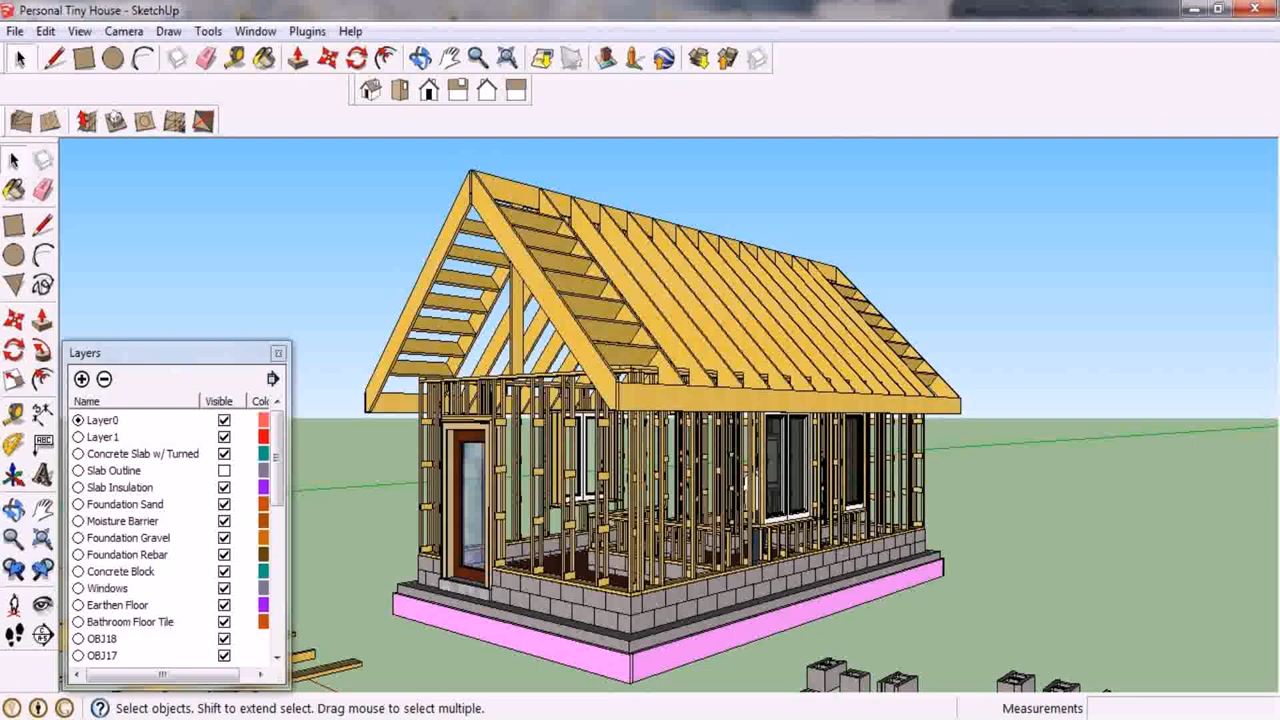 Personal Tiny House - SketchUp
File Edit View Camera Draw Tools Window Plugins Help
Layers
Name Visible Col
Layer0
Layer1
Concrete Slab w/ Turned
Slab Outline
Slab Insulation
Foundation Sand
Moisture Barrier
Foundation Gravel
Foundation Rebar
Concrete Block
Windows
Earthen Floor
Bathroom Floor Tile
OBJ18
OBJ17
ABC
Select objects. Shift to extend select. Drag mouse to select multiple.
Measurements